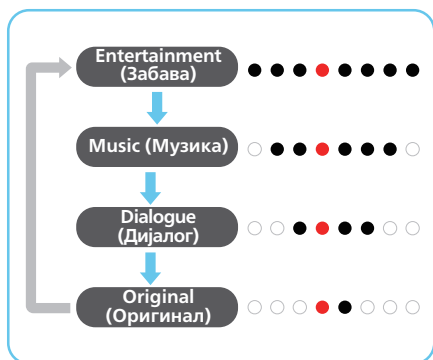 Entertainment
(Забава)
Music (Музика)
Dialogue
(Дијалог)
Original
(Оригинал)